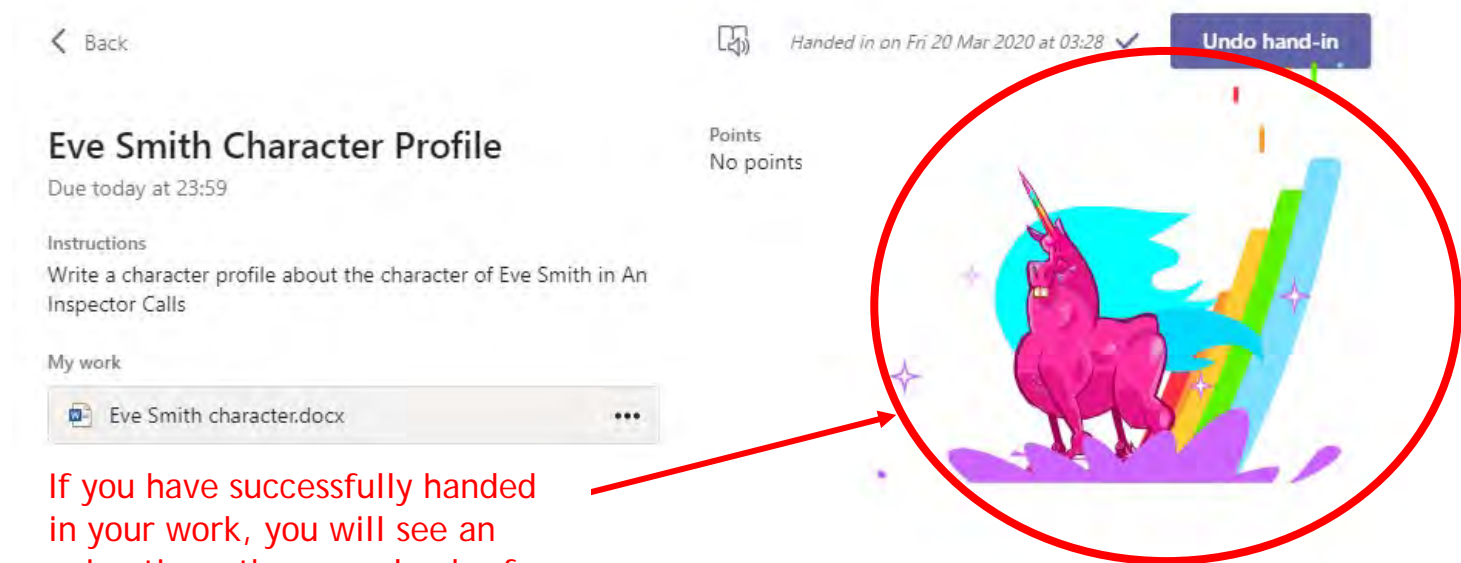 Back
Handed in on Fri 20 Mar 2020 at 03:28
Undo hand-in
Eve Smith Character Profile
Due today at 23:59
Points
No points
Instructions
Write a character profile about the character of Eve Smith in An
Inspector Calls
My work
Eve Smith character.docx
If you have successfully handed
in your work, you will see an